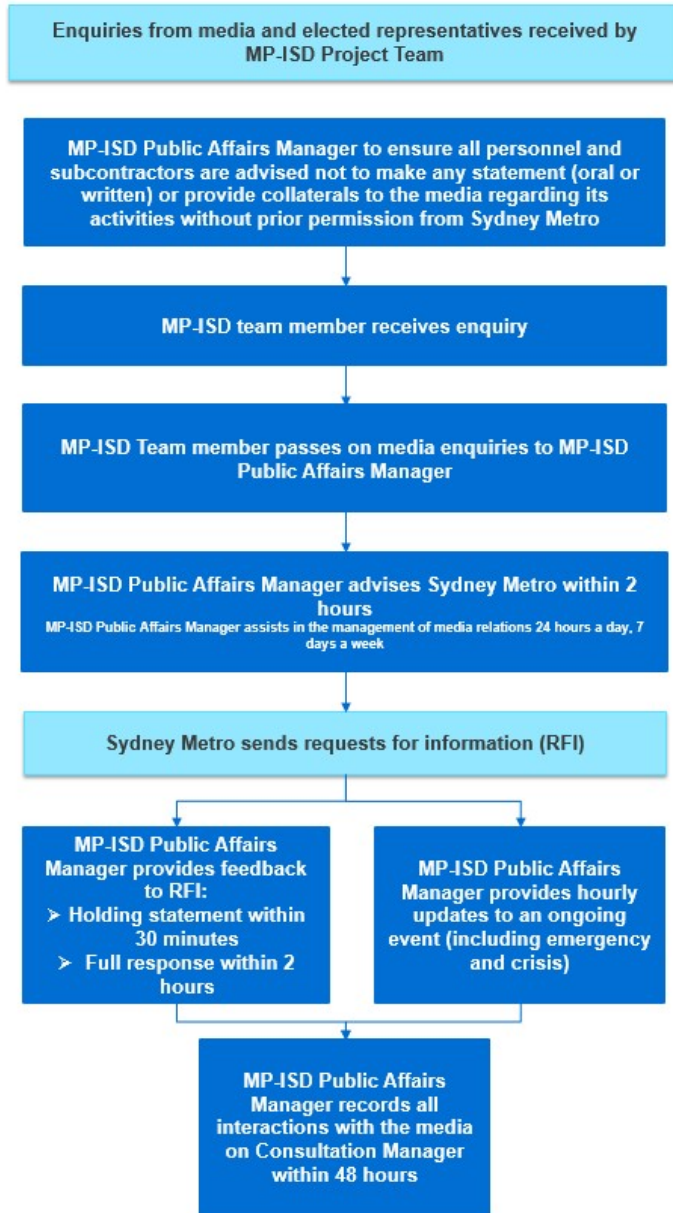 Enquiries from media and elected representatives received by
MP-ISD Project Team
MP-ISD Public Affairs Manager to ensure all personnel and
subcontractors are advised not to make any statement (oral or
written) or provide collaterals to the media regarding its
activities without prior permission from Sydney Metro
MP-ISD team member receives enquiry
MP-ISD Team member passes on media enquiries to MP-ISD
Public Affairs Manager
MP-ISD Public Affairs Manager advises Sydney Metro within 2
hours
MP-ISD Public Affairs Manager assists in the management of media relations 24 hours a day, 7
days a week
Sydney Metro sends requests for information (RFI)
MP-ISD Public Affairs
Manager provides feedback
to RFI:
➤ Holding statement within
30 minutes
➤ Full response within 2
hours
MP-ISD Public Affairs
Manager provides hourly
updates to an ongoing
event (including emergency
and crisis)
MP-ISD Public Affairs
Manager records all
interactions with the media
on Consultation Manager
within 48 hours